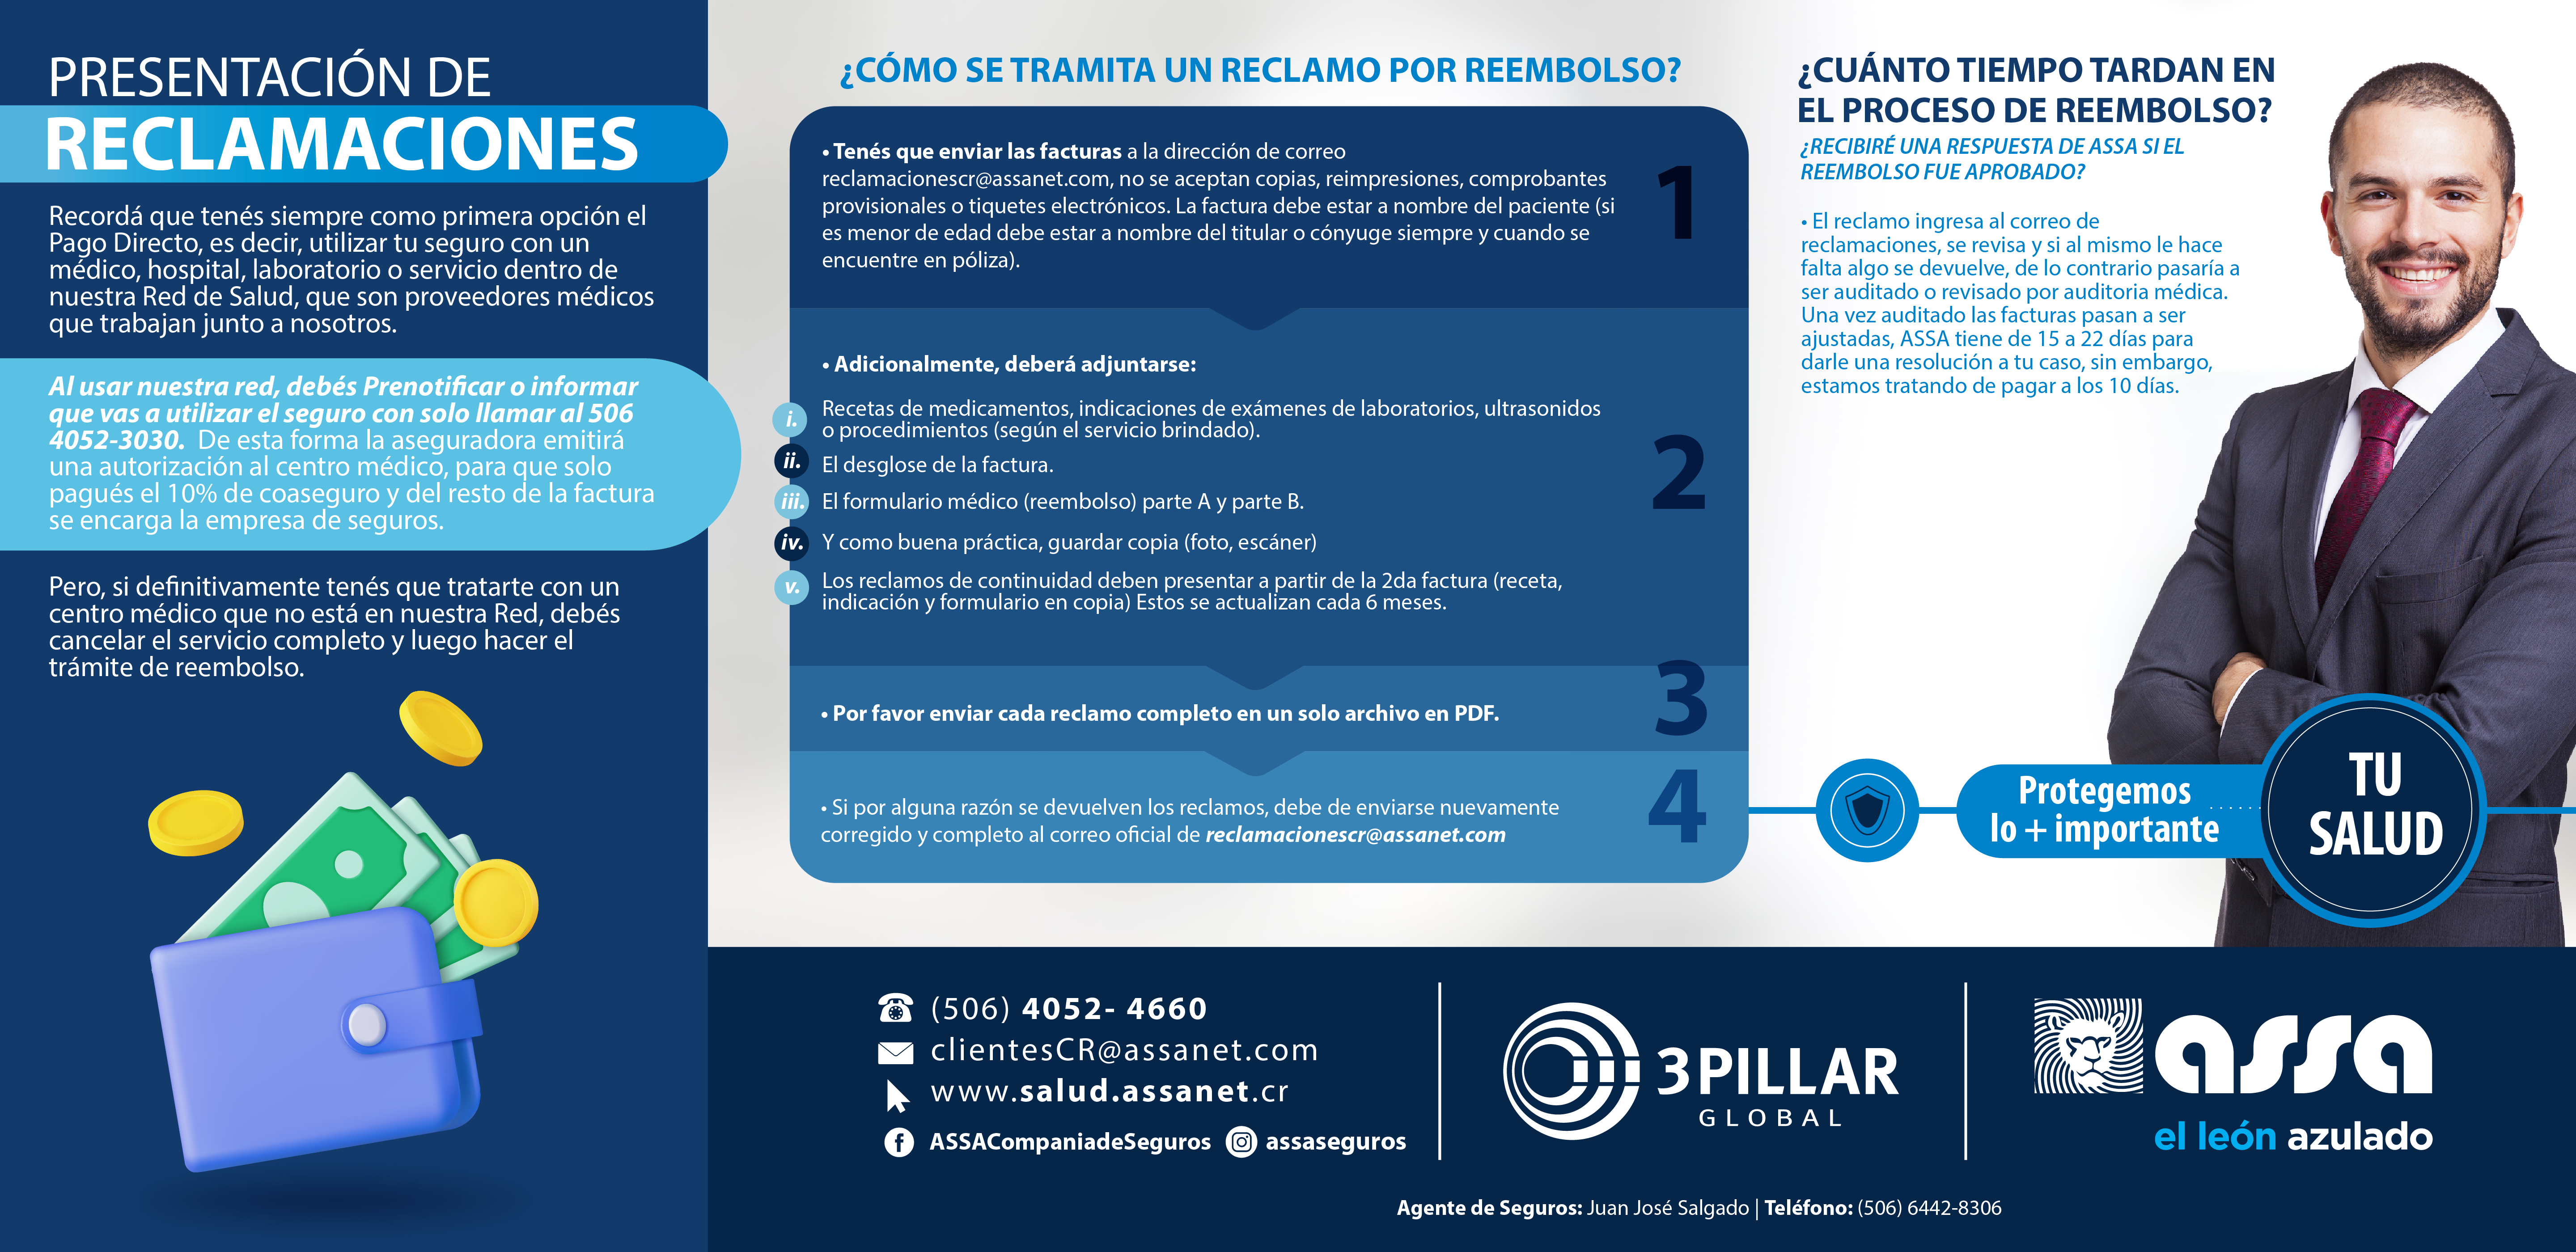 PRESENTACIÓN DE
RECLAMACIONES
Recordá que tenés siempre como primera opción el
Pago Directo, es decir, utilizar tu seguro con un
médico, hospital, laboratorio o servicio dentro de
nuestra Red de Salud, que son proveedores médicos
que trabajan junto a nosotros.
Al usar nuestra red, debés Prenotificar o informar
que vas a utilizar el seguro con solo llamar al 506
4052-3030. De esta forma la aseguradora emitirá
una autorización al centro médico, para que solo
pagués el 10% de coaseguro y del resto de la factura
se encarga la empresa de seguros.
Pero, si definitivamente tenés que tratarte con un
centro médico que no está en nuestra Red, debés
cancelar el servicio completo y luego hacer el
trámite de reembolso.
¿CÓMO SE TRAMITA UN RECLAMO POR REEMBOLSO?
• Tenés que enviar las facturas a la dirección de correo
reclamacionescr@assanet.com, no se aceptan copias, reimpresiones, comprobantes
provisionales o tiquetes electrónicos. La factura debe estar a nombre del paciente (si
es menor de edad debe estar a nombre del titular o cónyuge siempre y cuando se
encuentre en póliza).
1
• Adicionalmente, deberá adjuntarse:
i. Recetas de medicamentos, indicaciones de exámenes de laboratorios, ultrasonidos
o procedimientos (según el servicio brindado).
ii. El desglose de la factura.
iii. El formulario médico (reembolso) parte A y parte B.
iv. Y como buena práctica, guardar copia (foto, escáner)
v. Los reclamos de continuidad deben presentar a partir de la 2da factura (receta,
indicación y formulario en copia) Estos se actualizan cada 6 meses.
2
• Por favor enviar cada reclamo completo en un solo archivo en PDF.
3
• Si por alguna razón se devuelven los reclamos, debe de enviarse nuevamente
corregido y completo al correo oficial de reclamacionescr@assanet.com
4
¿CUÁNTO TIEMPO TARDAN EN
EL PROCESO DE REEMBOLSO?
¿RECIBIRÉ UNA RESPUESTA DE ASSA SI EL
REEMBOLSO FUE APROBADO?
• El reclamo ingresa al correo de
reclamaciones, se revisa y si al mismo le hace
falta algo se devuelve, de lo contrario pasaría a
ser auditado o revisado por auditoria médica.
Una vez auditado las facturas pasan a ser
ajustadas, ASSA tiene de 15 a 22 días para
darle una resolución a tu caso, sin embargo,
estamos tratando de pagar a los 10 días.
Protegemos
lo + importante
TU
SALUD
(506) 4052- 4660
clientesCR@assanet.com
www.salud.assanet.cr
ASSACompaniadeSeguros assaseguros
3PILLAR
GLOBAL
assa
el león azulado
Agente de Seguros: Juan José Salgado | Teléfono: (506) 6442-8306